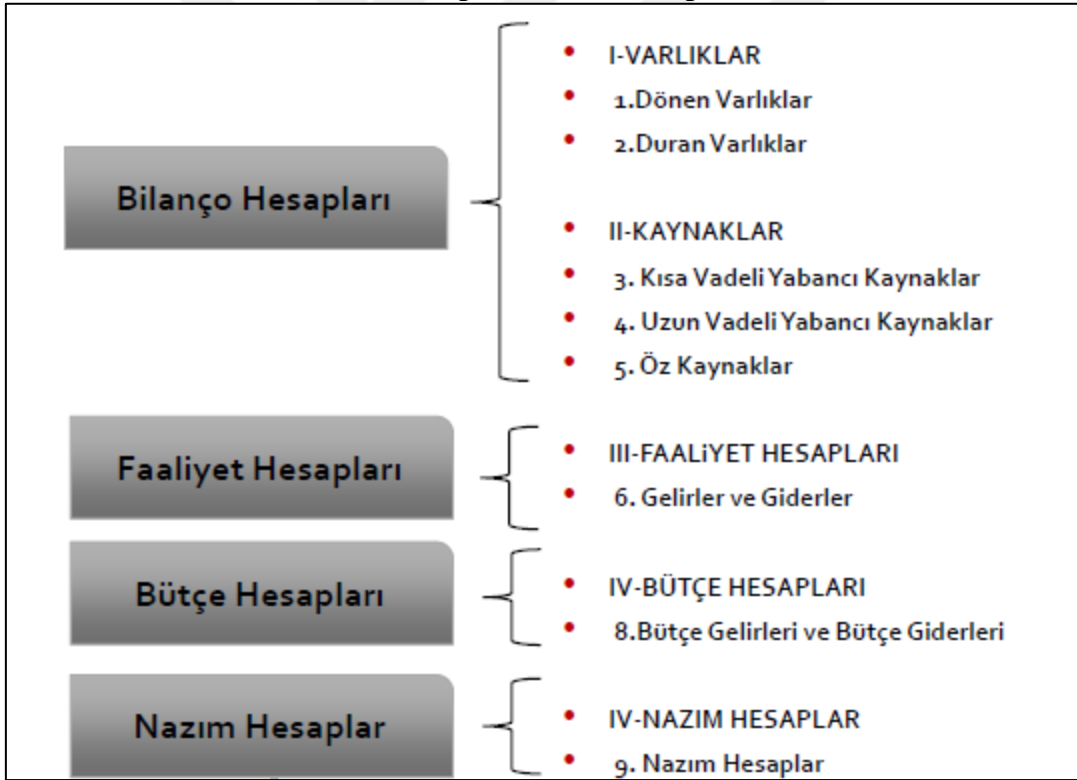 Bilanço Hesapları
I-VARLIKLAR
1.Dönen Varlıklar
2.Duran Varlıklar
II-KAYNAKLAR
3. Kısa Vadeli Yabancı Kaynaklar
4. Uzun Vadeli Yabancı Kaynaklar
5. Öz Kaynaklar
Faaliyet Hesapları
III-FAALiYET HESAPLARI
6. Gelirler ve Giderler
Bütçe Hesapları
IV-BÜTÇE HESAPLARI
8.Bütçe Gelirleri ve Bütçe Giderleri
Nazım Hesaplar
IV-NAZIM HESAPLAR
9. Nazım Hesaplar